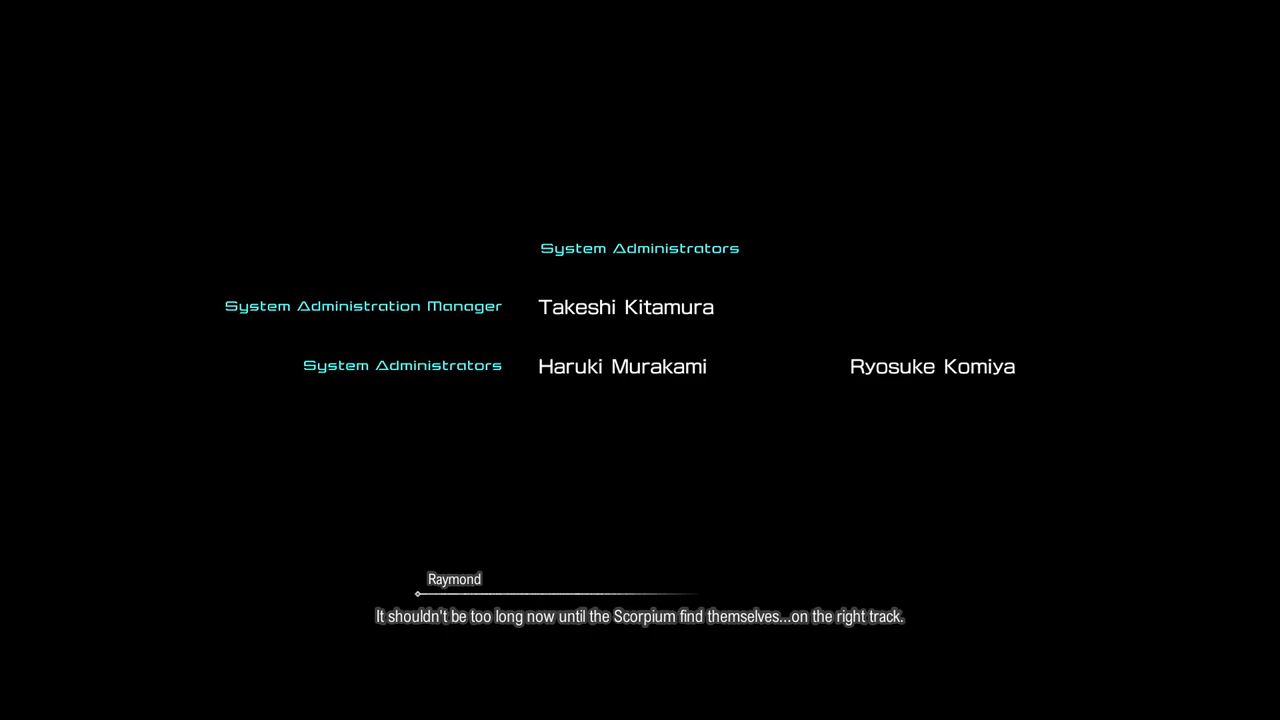 System Administrators
System Administration Manager Takeshi Kitamura
System Administrators Haruki Murakami Ryosuke Komiya
Raymond
It shouldn't be too long now until the Scorpium find themselves...on the right track.